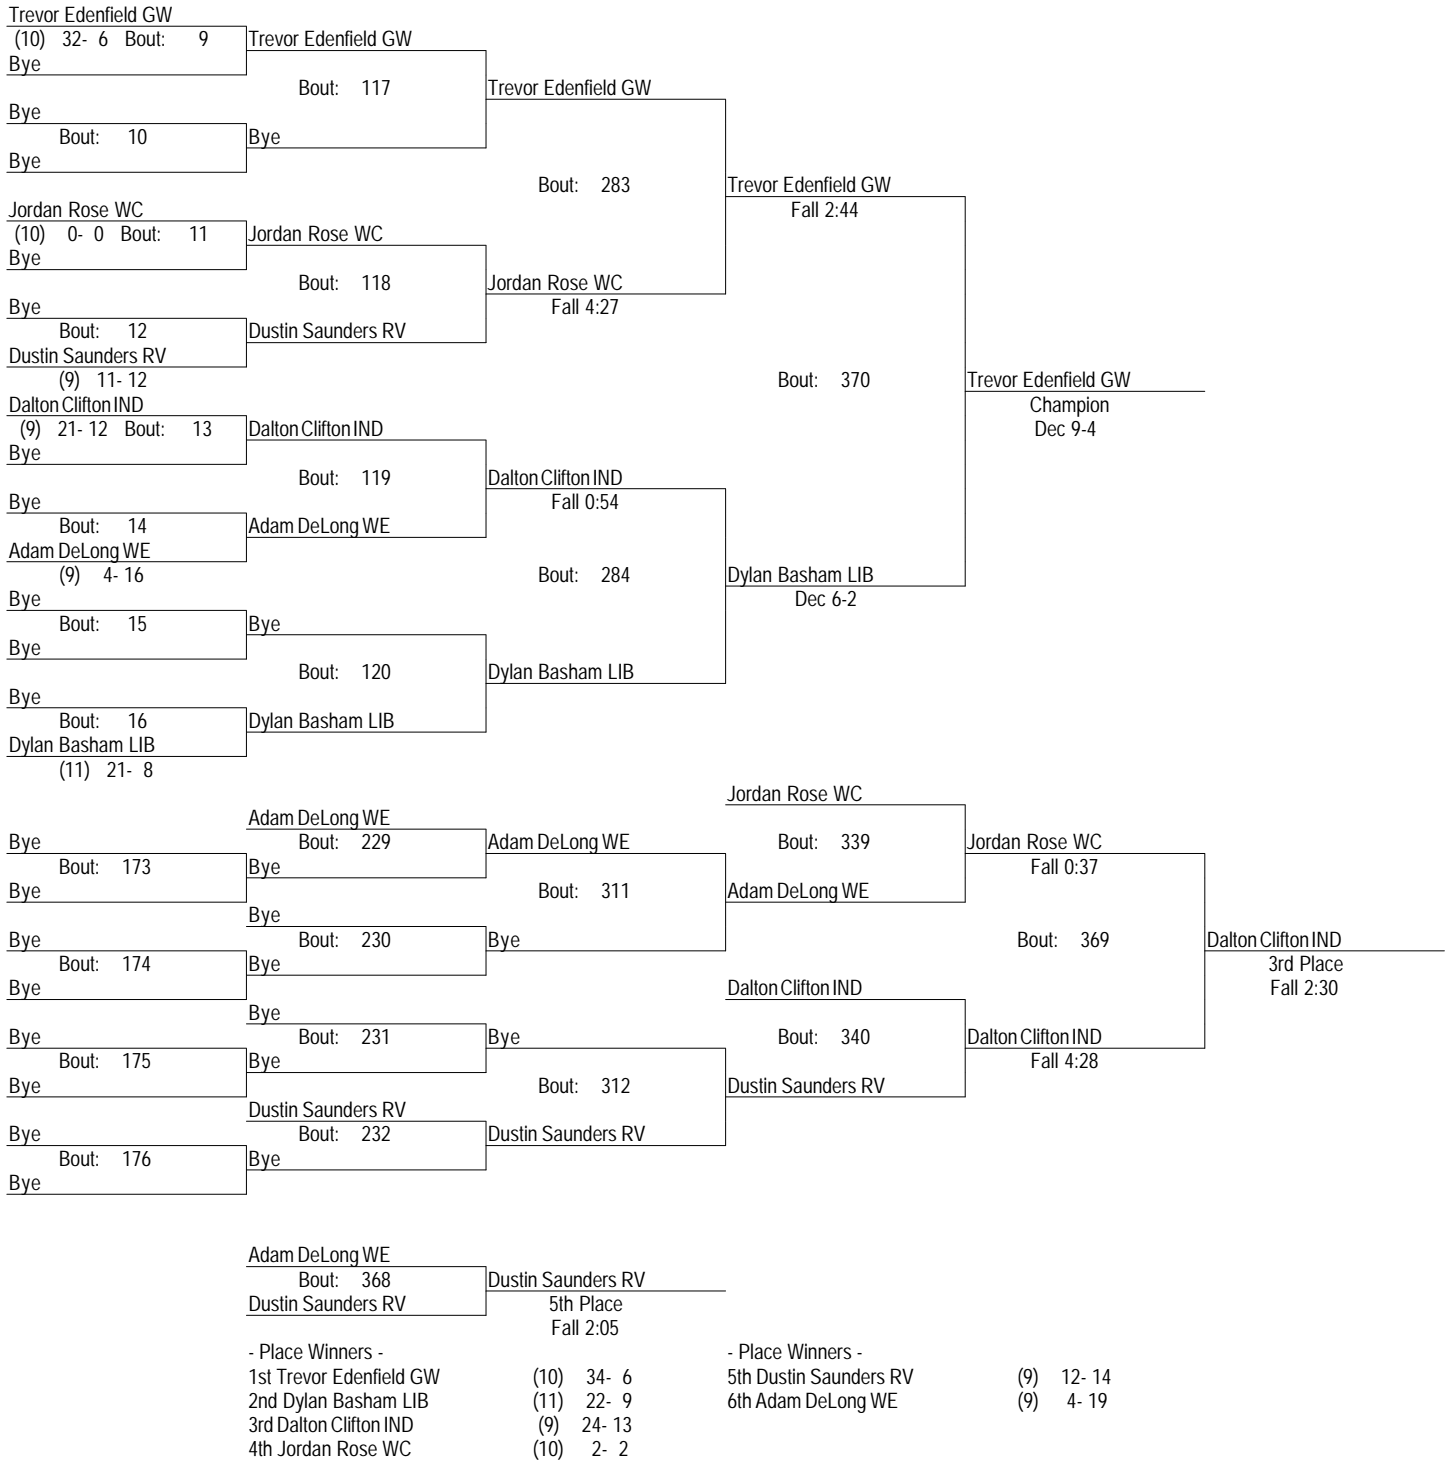 Trevor Edenfield GW
(10) 32- 6 Bout: 9 Trevor Edenfield GW
Bye
Bout: 117 Trevor Edenfield GW
Bye
Bout: 10 Bye
Bye
Bout: 283 Trevor Edenfield GW
Fall 2:44
Jordan Rose WC
(10) 0- 0 Bout: 11 Jordan Rose WC
Bye
Bout: 118 Jordan Rose WC
Bye Fall 4:27
Bout: 12 Dustin Saunders RV
Dustin Saunders RV
(9) 11- 12 Bout: 370 Trevor Edenfield GW
Dalton Clifton IND Champion
(9) 21- 12 Bout: 13 Dalton Clifton IND Dec 9-4
Bye
Bout: 119 Dalton Clifton IND
Bye Fall 0:54
Bout: 14 Adam DeLong WE
Adam DeLong WE
(9) 4- 16 Bout: 284 Dylan Basham LIB
Bye Dec 6-2
Bout: 15 Bye
Bye
Bout: 120 Dylan Basham LIB
Bye
Bout: 16 Dylan Basham LIB
Dylan Basham LIB
(11) 21- 8
Jordan Rose WC
Adam DeLong WE
Bye Bout: 229 Adam DeLong WE Bout: 339 Jordan Rose WC
Bout: 173 Bye Fall 0:37
Bye Bout: 311 Adam DeLong WE
Bye
Bye Bout: 230 Bye Bout: 369 Dalton Clifton IND
Bout: 174 Bye 3rd Place
Bye Dalton Clifton IND Fall 2:30
Bye
Bye Bout: 231 Bye Bout: 340 Dalton Clifton IND
Bout: 175 Bye Fall 4:28
Bye Bout: 312 Dustin Saunders RV
Dustin Saunders RV
Bye Bout: 232 Dustin Saunders RV
Bout: 176 Bye
Bye
Adam DeLong WE
Bout: 368 Dustin Saunders RV
Dustin Saunders RV 5th Place
Fall 2:05
- Place Winners - - Place Winners -
1st Trevor Edenfield GW (10) 34- 6 5th Dustin Saunders RV (9) 12- 14
2nd Dylan Basham LIB (11) 22- 9 6th Adam DeLong WE (9) 4- 19
3rd Dalton Clifton IND (9) 24- 13
4th Jordan Rose WC (10) 2- 2